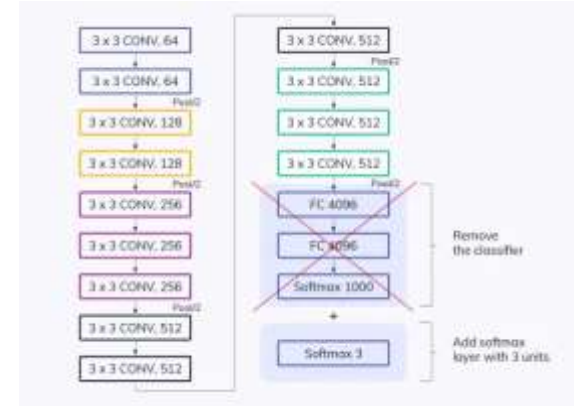 3 x 3 CONV, 64
3 x 3 CONV, 64
Pool/2
3 x 3 CONV, 128
3 x 3 CONV, 128
Pool/2
3 x 3 CONV, 256
3 x 3 CONV, 256
3 x 3 CONV, 256
Pool/2
3 x 3 CONV, 512
3 x 3 CONV, 512
3 x 3 CONV, 512
Pool/2
3 x 3 CONV, 512
3 x 3 CONV, 512
3 x 3 CONV, 512
Pool/2
FC 4096
FC 4096
Softmax 1000
Remove
the classifier
+
Softmax 3
Add softmax
layer with 3 units